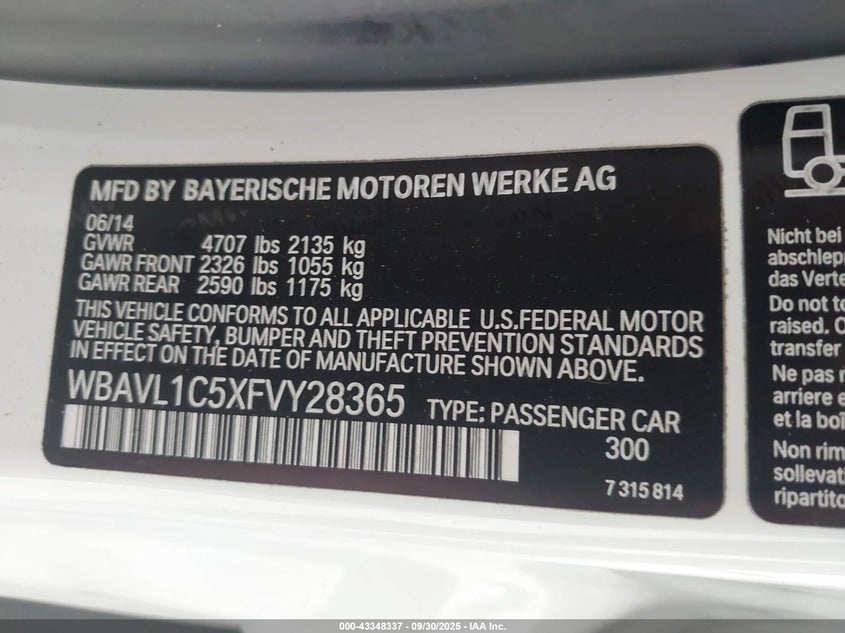 MFD BY BAYERISCHE MOTOREN WERKE AG
06/14
GVWR 4707 lbs 2135 kg
GAWR FRONT 2326 lbs 1055 kg
GAWR REAR 2590 lbs 1175 kg
THIS VEHICLE CONFORMS TO ALL APPLICABLE U.S.FEDERAL MOTOR
VEHICLE SAFETY, BUMPER AND THEFT PREVENTION STANDARDS
IN EFFECT ON THE DATE OF MANUFACTURE SHOWN ABOVE.
WBAVL1C5XFVY28365 TYPE: PASSENGER CAR
300
7 315 814
Nicht bei
abschlepp
das Verte
Do not to
raised. O
transfer
Ne pas r
arriere e
et la boî
Non rim
sollevat
ripartito
000-43348337 - 09/30/2025 - IAA Inc.